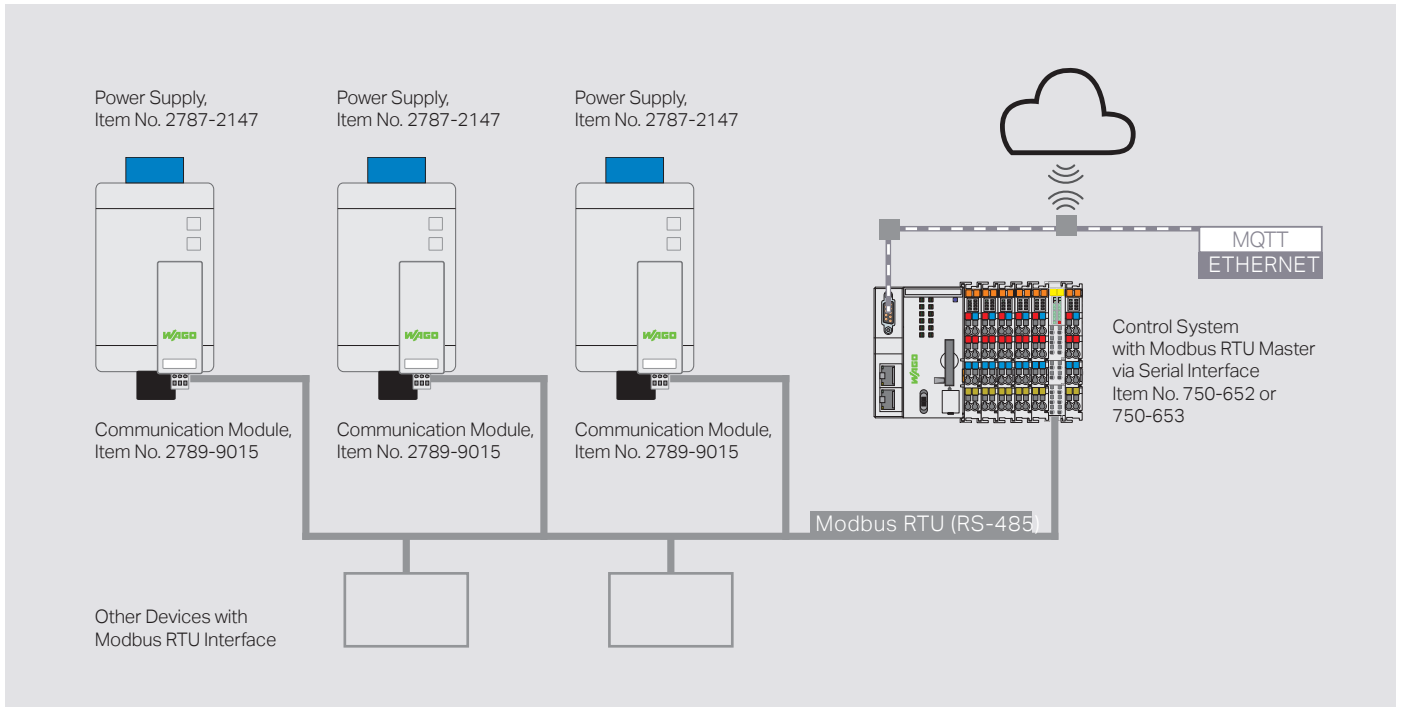 Power Supply,
Item No. 2787-2147
Power Supply,
Item No. 2787-2147
Power Supply,
Item No. 2787-2147
MQTT
ETHERNET
WAGO
WAGO
WAGO
WAGO
Control System
with Modbus RTU Master
via Serial Interface
Item No. 750-652 or
750-653
Communication Module,
Item No. 2789-9015
Communication Module,
Item No. 2789-9015
Communication Module,
Item No. 2789-9015
Modbus RTU (RS-485)
Other Devices with
Modbus RTU Interface